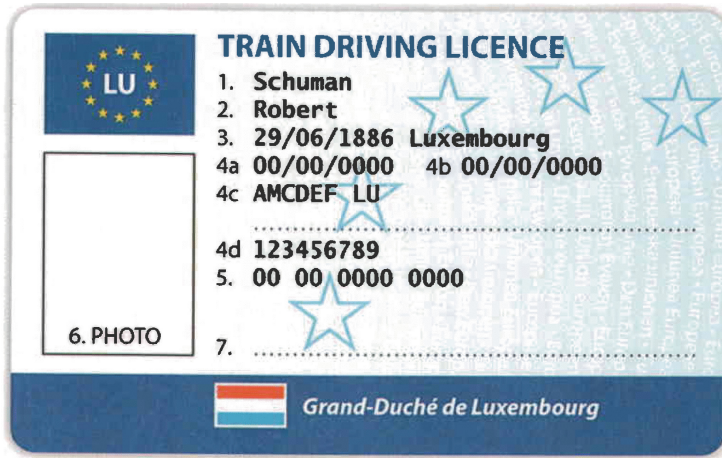 LU
TRAIN DRIVING LICENCE
1. Schuman
2. Robert
3. 29/06/1886 Luxembourg
4a 00/00/0000 4b 00/00/0000
4c AMCDEF LU
4d 123456789
5. 00 00 0000 0000
6. PHOTO
7.
Grand-Duché de Luxembourg